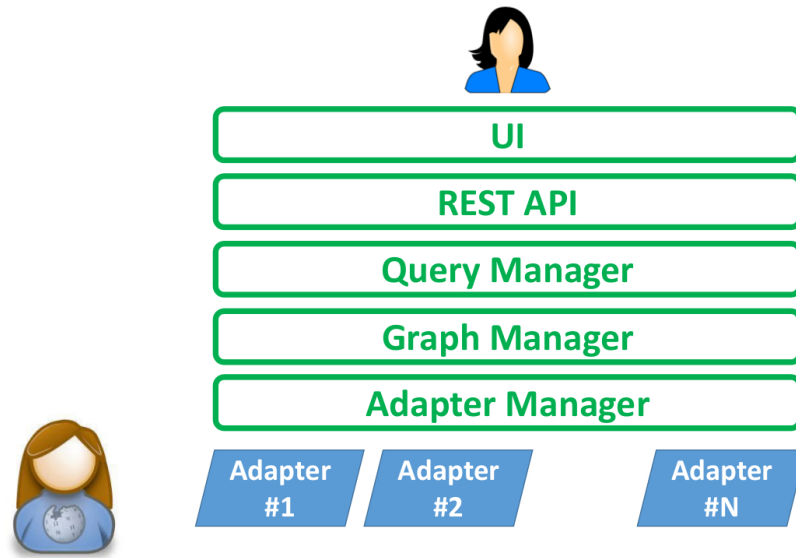 UI
REST API
Query Manager
Graph Manager
Adapter Manager
Adapter
#1
Adapter
#2
Adapter
#N